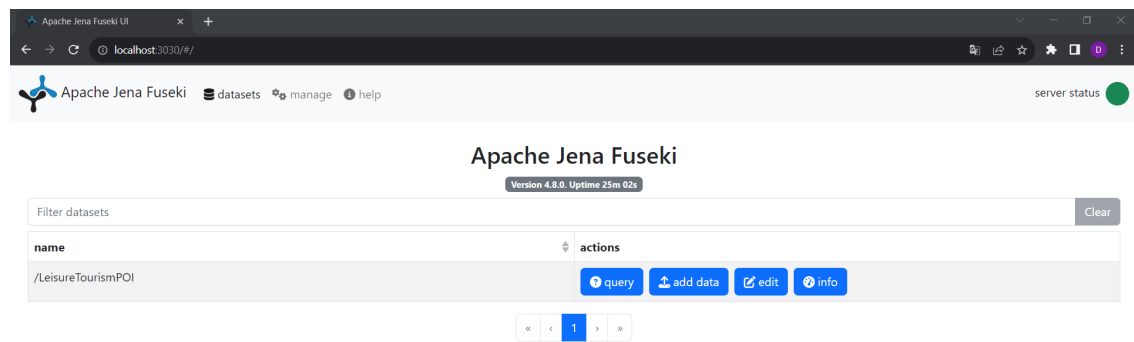 Apache Jena Fuseki UI
localhost:3030/#/
D
Apache Jena Fuseki datasets manage help server status
Apache Jena Fuseki
Version 4.8.0. Uptime 25m 02s
Filter datasets Clear
name actions
/LeisureTourismPOI query add data edit info
« ‹ 1 › »